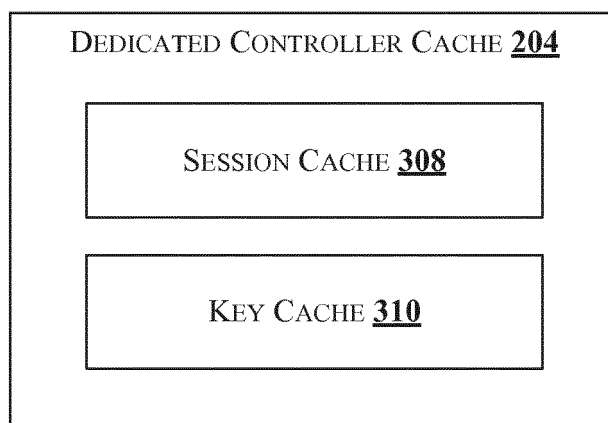 DEDICATED CONTROLLER CACHE 204
SESSION CACHE 308
KEY CACHE 310